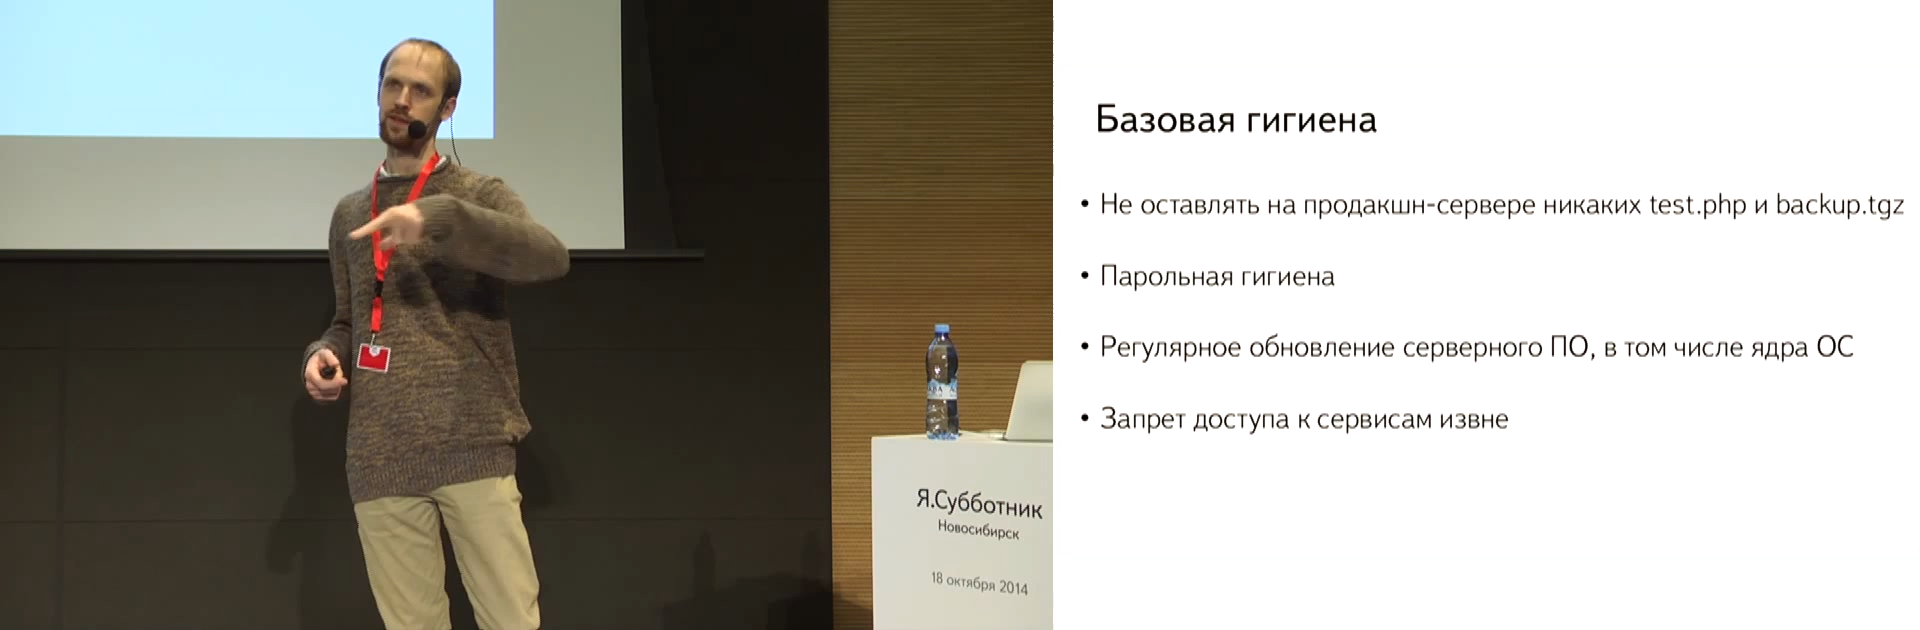 Базовая гигиена
• Не оставлять на продакшн-сервере никаких test.php и backup.tgz
• Парольная гигиена
• Регулярное обновление серверного ПО, в том числе ядра ОС
• Запрет доступа к сервисам извне
Я.Субботник
Новосибирск
18 октября 2014